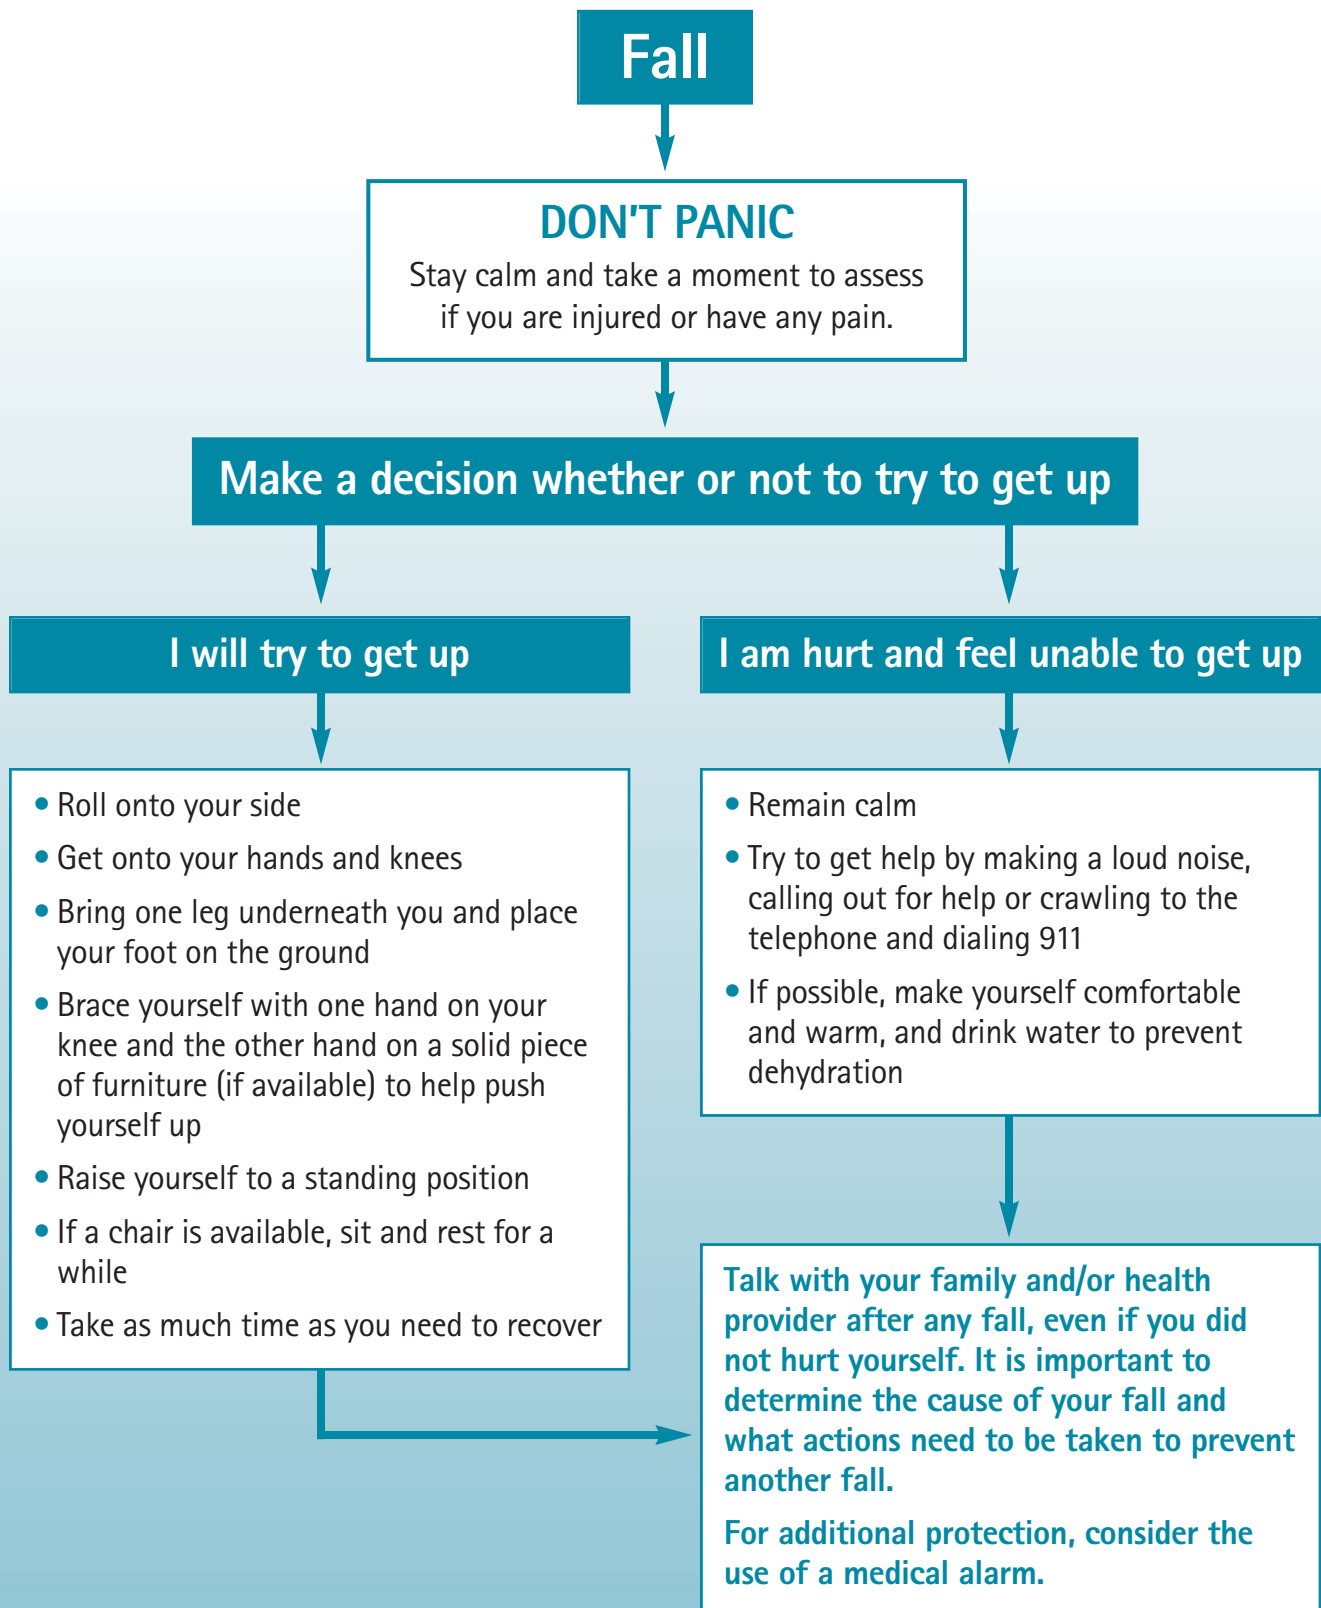 Fall
DON'T PANIC
Stay calm and take a moment to assess
if you are injured or have any pain.
Make a decision whether or not to try to get up
I will try to get up
• Roll onto your side
• Get onto your hands and knees
• Bring one leg underneath you and place
your foot on the ground
• Brace yourself with one hand on your
knee and the other hand on a solid piece
of furniture (if available) to help push
yourself up
• Raise yourself to a standing position
• If a chair is available, sit and rest for a
while
• Take as much time as you need to recover
I am hurt and feel unable to get up
• Remain calm
• Try to get help by making a loud noise,
calling out for help or crawling to the
telephone and dialing 911
• If possible, make yourself comfortable
and warm, and drink water to prevent
dehydration
Talk with your family and/or health
provider after any fall, even if you did
not hurt yourself. It is important to
determine the cause of your fall and
what actions need to be taken to prevent
another fall.
For additional protection, consider the
use of a medical alarm.